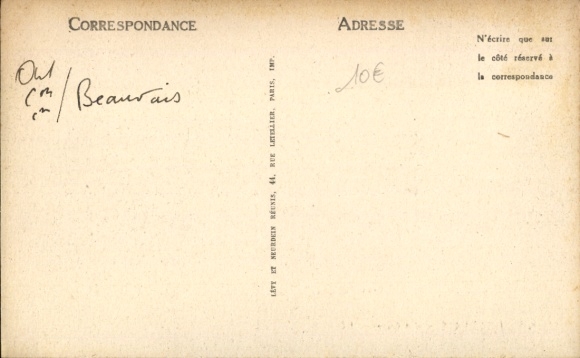 CORRESPONDANCE
ADRESSE
N'écrire que sur
le côté réservé à
la correspondance
Beauvais
10€
LÉVY ET NEURDEIN RÉUNIS, 44, RUE LETELLIER, PARIS, IMP.